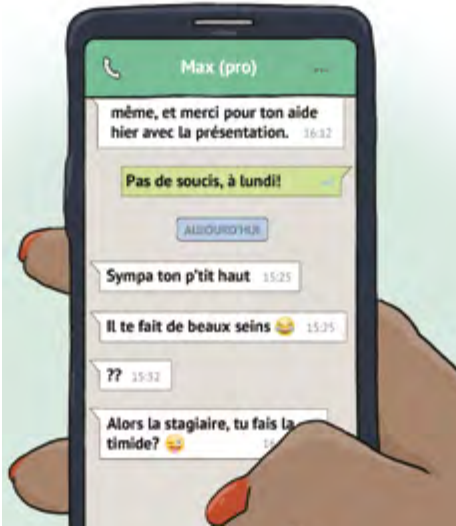 Max (pro)
même, et merci pour ton aide
hier avec la présentation. 16:12
Pas de soucis, à lundi!
AUJOURD'HUI
Sympa ton p'tit haut 15:25
Il te fait de beaux seins 😂 15:25
?? 15:32
Alors la stagiaire, tu fais la
timide? 😜